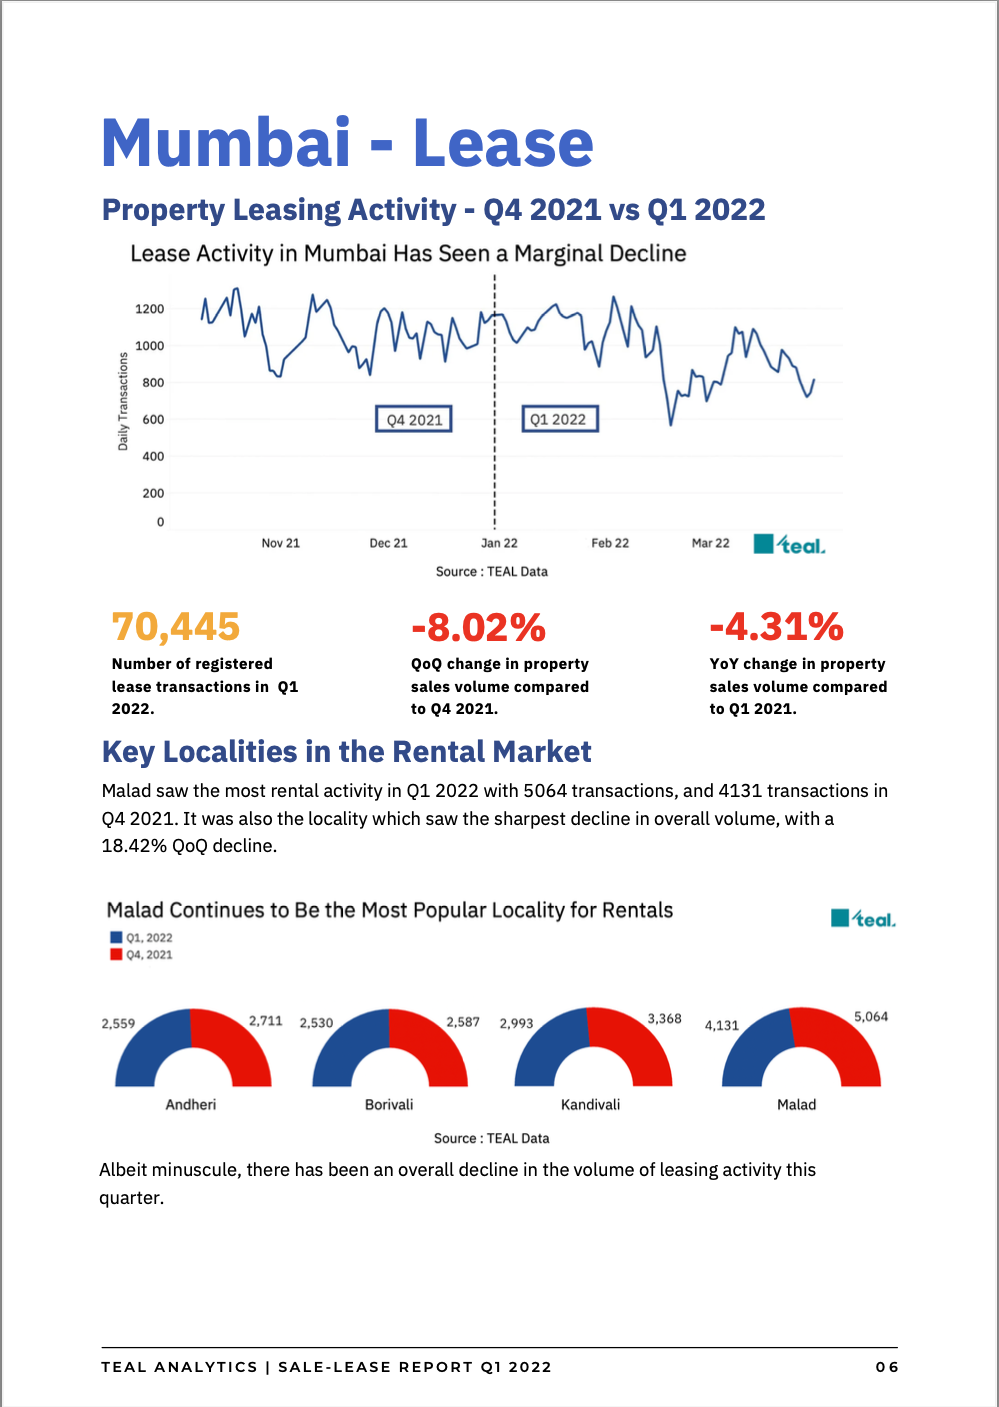 Mumbai - Lease
Property Leasing Activity - Q4 2021 vs Q1 2022
Lease Activity in Mumbai Has Seen a Marginal Decline
Daily Transactions
1200
1000
800
600
400
200
0
Q4 2021
Q1 2022
Nov 21
Dec 21
Jan 22
Feb 22
Mar 22
teal.
Source : TEAL Data
70,445
Number of registered
lease transactions in Q1
2022.
-8.02%
QoQ change in property
sales volume compared
to Q4 2021.
-4.31%
YoY change in property
sales volume compared
to Q1 2021.
Key Localities in the Rental Market
Malad saw the most rental activity in Q1 2022 with 5064 transactions, and 4131 transactions in
Q4 2021. It was also the locality which saw the sharpest decline in overall volume, with a
18.42% QoQ decline.
Malad Continues to Be the Most Popular Locality for Rentals
teal.
Q1, 2022
Q4, 2021
2,559
2,711
Andheri
2,530
2,587
Borivali
2,993
3,368
Kandivali
4,131
5,064
Malad
Source : TEAL Data
Albeit minuscule, there has been an overall decline in the volume of leasing activity this
quarter.
TEAL ANALYTICS | SALE-LEASE REPORT Q1 2022
06